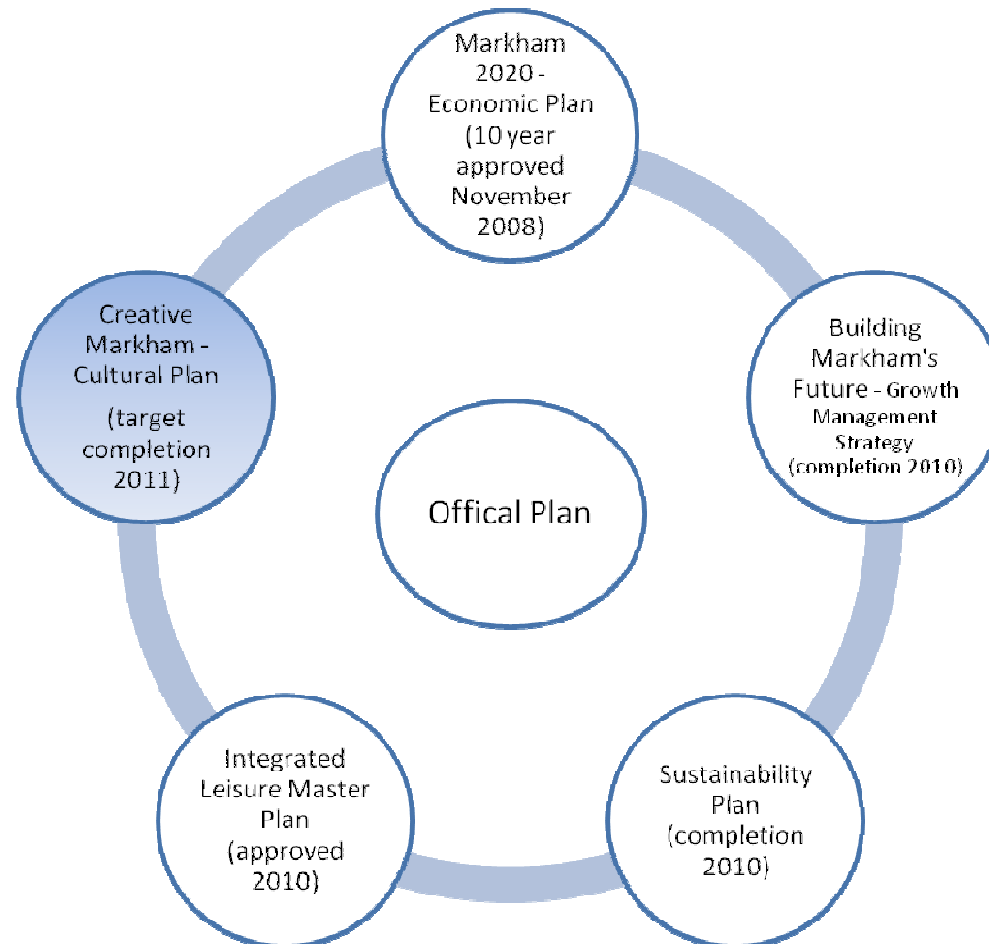 Markham
2020 -
Economic Plan
(10 year
approved
November
2008)
Building
Markham's
Future - Growth
Management
Strategy
(completion 2010)
Sustainability
Plan
(completion
2010)
Integrated
Leisure Master
Plan
(approved
2010)
Creative
Markham -
Cultural Plan
(target
completion
2011)
Offical Plan